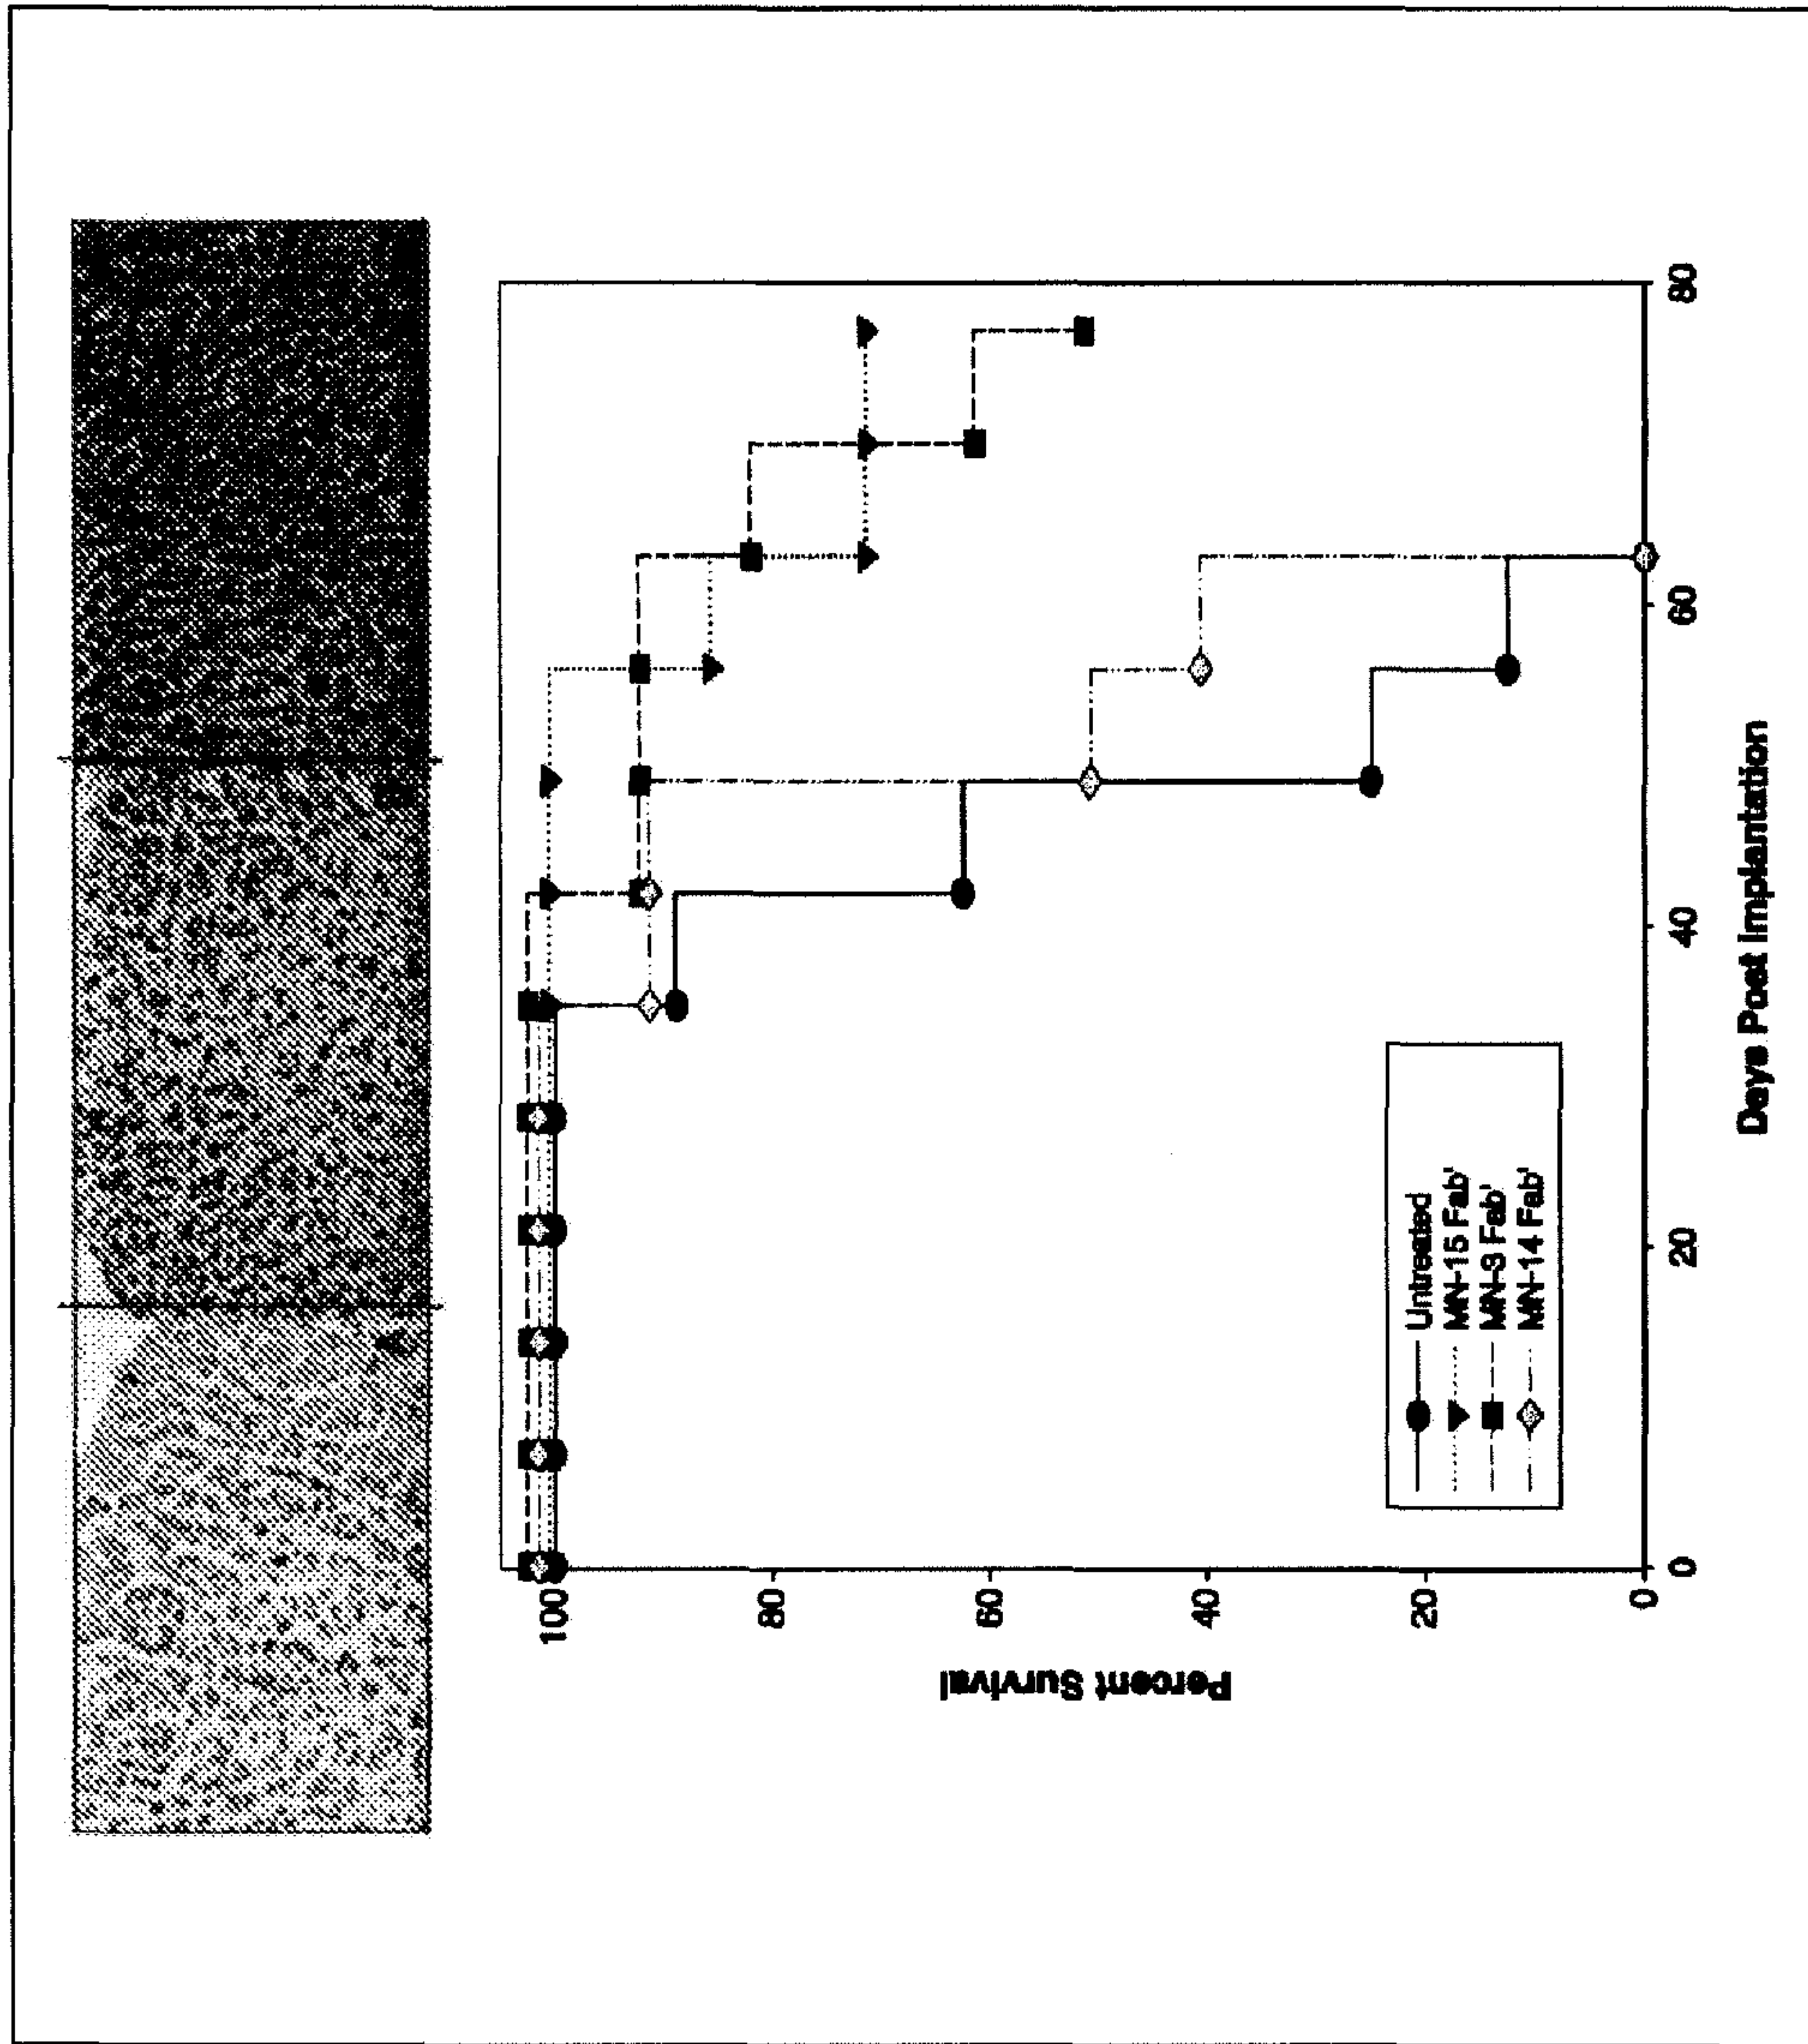 A
B
Percent Survival
100
80
60
40
20
0
0
20
40
60
80
Days Post Implantation
Untreated
MN-15 Fab'
MN-3 Fab'
MN-14 Fab'